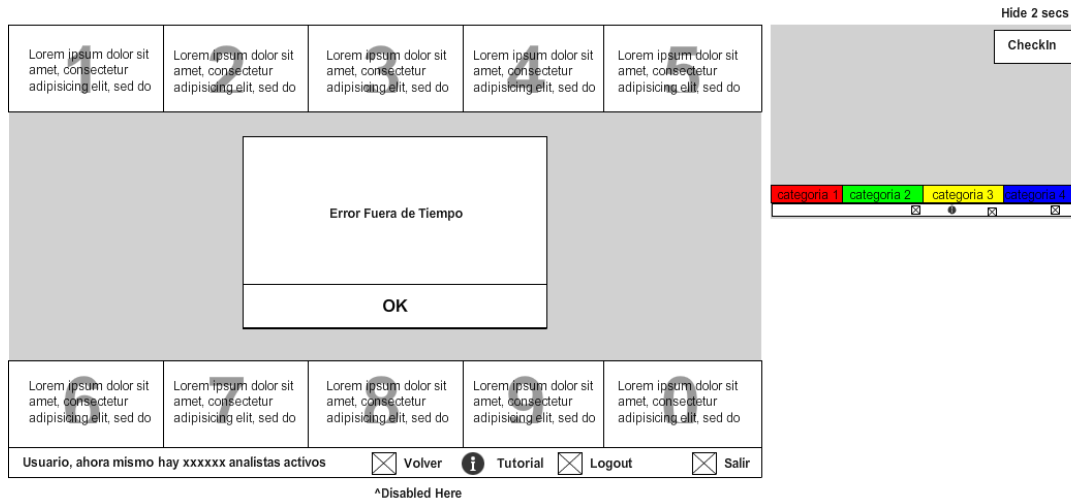 Hide 2 secs
Lorem ipsum dolor sit
amet, consectetur
adipisicing elit, sed do
1
Lorem ipsum dolor sit
amet, consectetur
adipisicing elit, sed do
2
Lorem ipsum dolor sit
amet, consectetur
adipisicing elit, sed do
3
Lorem ipsum dolor sit
amet, consectetur
adipisicing elit, sed do
4
Lorem ipsum dolor sit
amet, consectetur
adipisicing elit, sed do
5
CheckIn
Error Fuera de Tiempo
OK
categoria 1 categoria 2 categoria 3 categoria 4
Lorem ipsum dolor sit
amet, consectetur
adipisicing elit, sed do
6
Lorem ipsum dolor sit
amet, consectetur
adipisicing elit, sed do
7
Lorem ipsum dolor sit
amet, consectetur
adipisicing elit, sed do
8
Lorem ipsum dolor sit
amet, consectetur
adipisicing elit, sed do
9
Lorem ipsum dolor sit
amet, consectetur
adipisicing elit, sed do
0
Usuario, ahora mismo hay xxxxxx analistas activos Volver i Tutorial Logout Salir
^Disabled Here